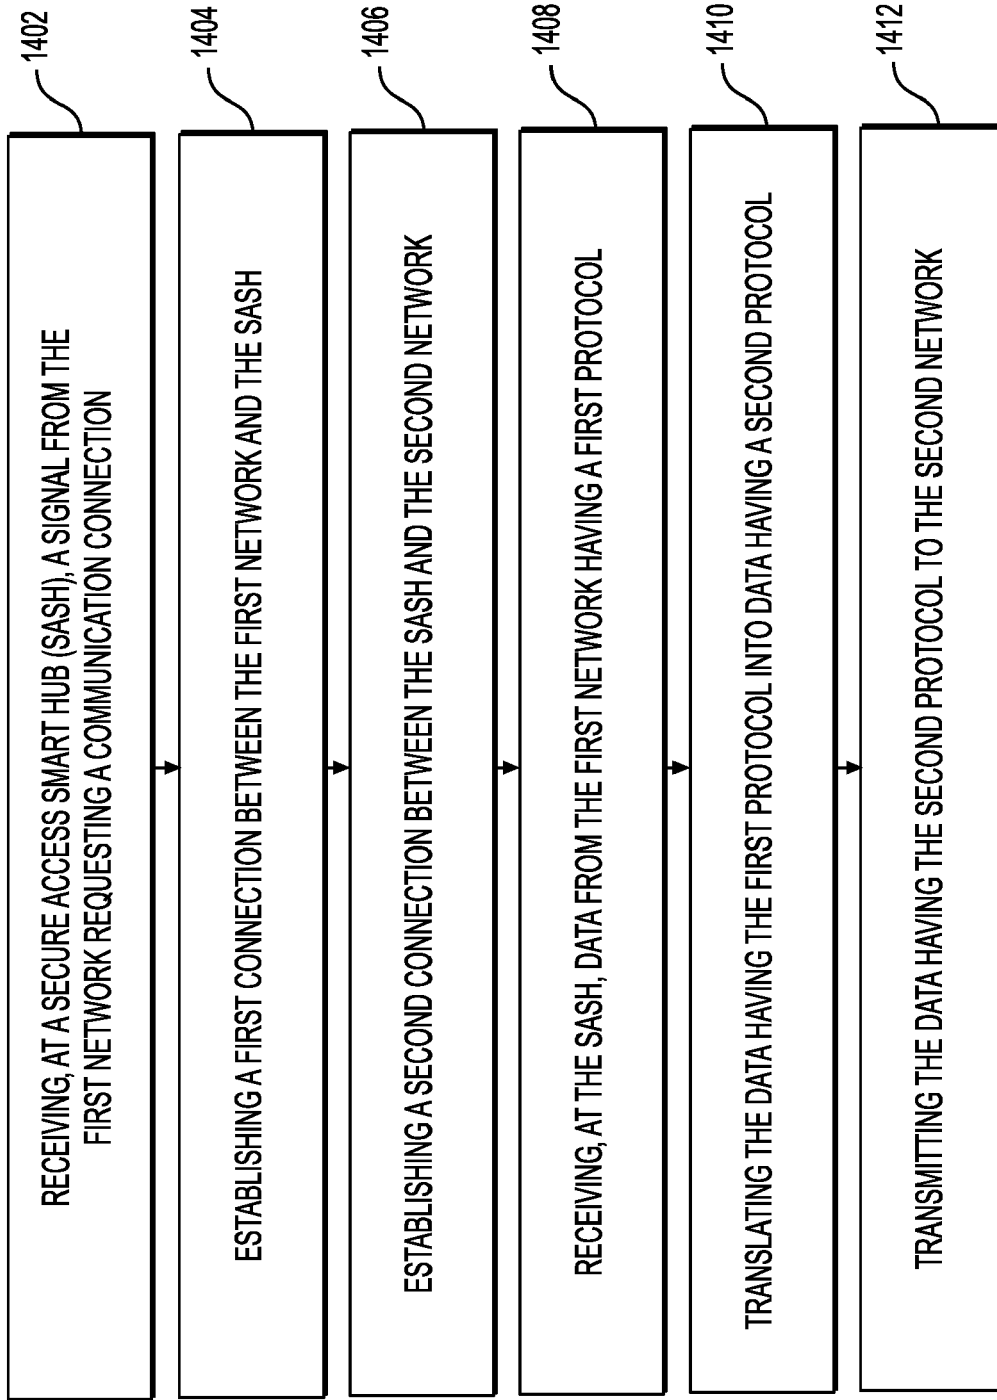 1402
RECEIVING, AT A SECURE ACCESS SMART HUB (SASH), A SIGNAL FROM THE
FIRST NETWORK REQUESTING A COMMUNICATION CONNECTION
1404
ESTABLISHING A FIRST CONNECTION BETWEEN THE FIRST NETWORK AND THE SASH
1406
ESTABLISHING A SECOND CONNECTION BETWEEN THE SASH AND THE SECOND NETWORK
1408
RECEIVING, AT THE SASH, DATA FROM THE FIRST NETWORK HAVING A FIRST PROTOCOL
1410
TRANSLATING THE DATA HAVING THE FIRST PROTOCOL INTO DATA HAVING A SECOND PROTOCOL
1412
TRANSMITTING THE DATA HAVING THE SECOND PROTOCOL TO THE SECOND NETWORK